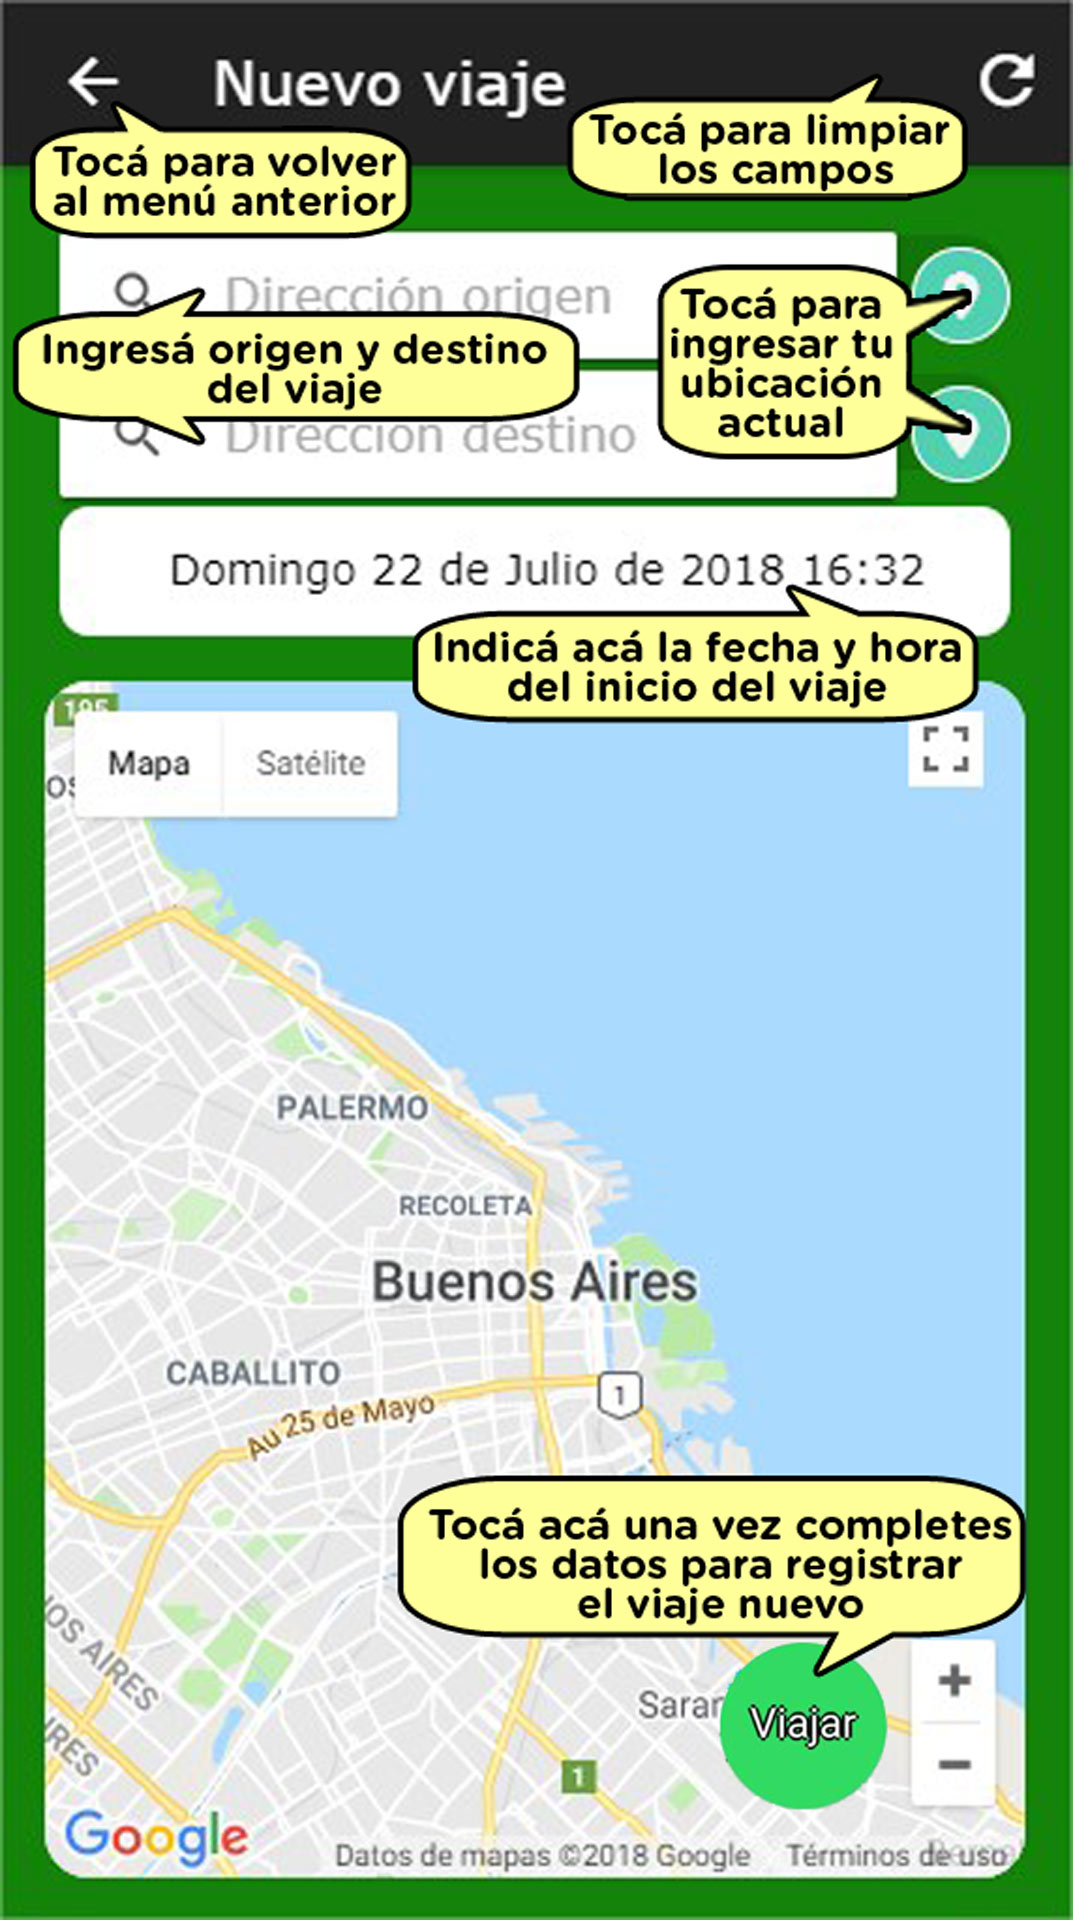 Nuevo viaje
Tocá para volver
al menú anterior
Tocá para limpiar
los campos
Dirección origen
Tocá para
ingresar tu
ubicación
actual
Ingresá origen y destino
del viaje
Dirección destino
Domingo 22 de Julio de 2018 16:32
Indicá acá la fecha y hora
del inicio del viaje
195
Mapa
Satélite
PALERMO
RECOLETA
Buenos Aires
CABALLITO
1
Au 25 de Mayo
Tocá acá una vez completes
los datos para registrar
el viaje nuevo
AIRES
Viajar
+
−
1
Google
Datos de mapas ©2018 Google
Términos de uso